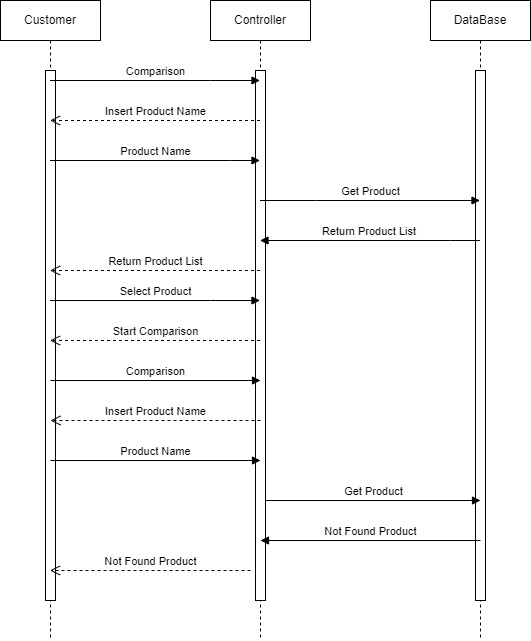 Customer
Controller
DataBase
Comparison
Insert Product Name
Product Name
Get Product
Return Product List
Return Product List
Select Product
Start Comparison
Comparison
Insert Product Name
Product Name
Get Product
Not Found Product
Not Found Product